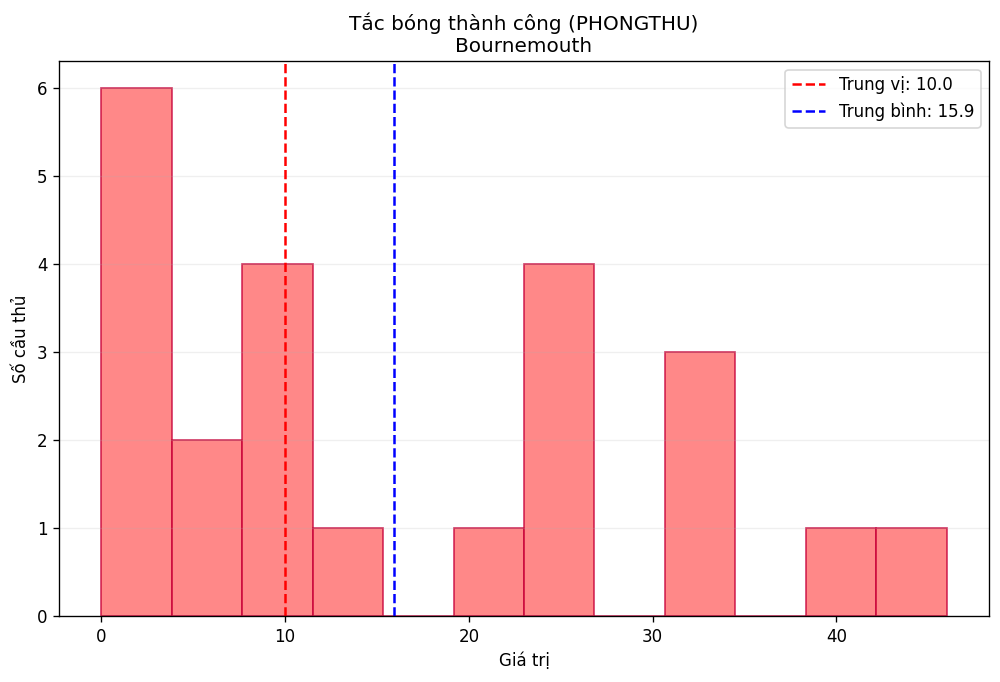 Tắc bóng thành công (PHONGTHU)
Bournemouth
Trung vị: 10.0
Trung bình: 15.9
Số cầu thủ
6
5
4
3
2
1
0
0 10 20 30 40
Giá trị